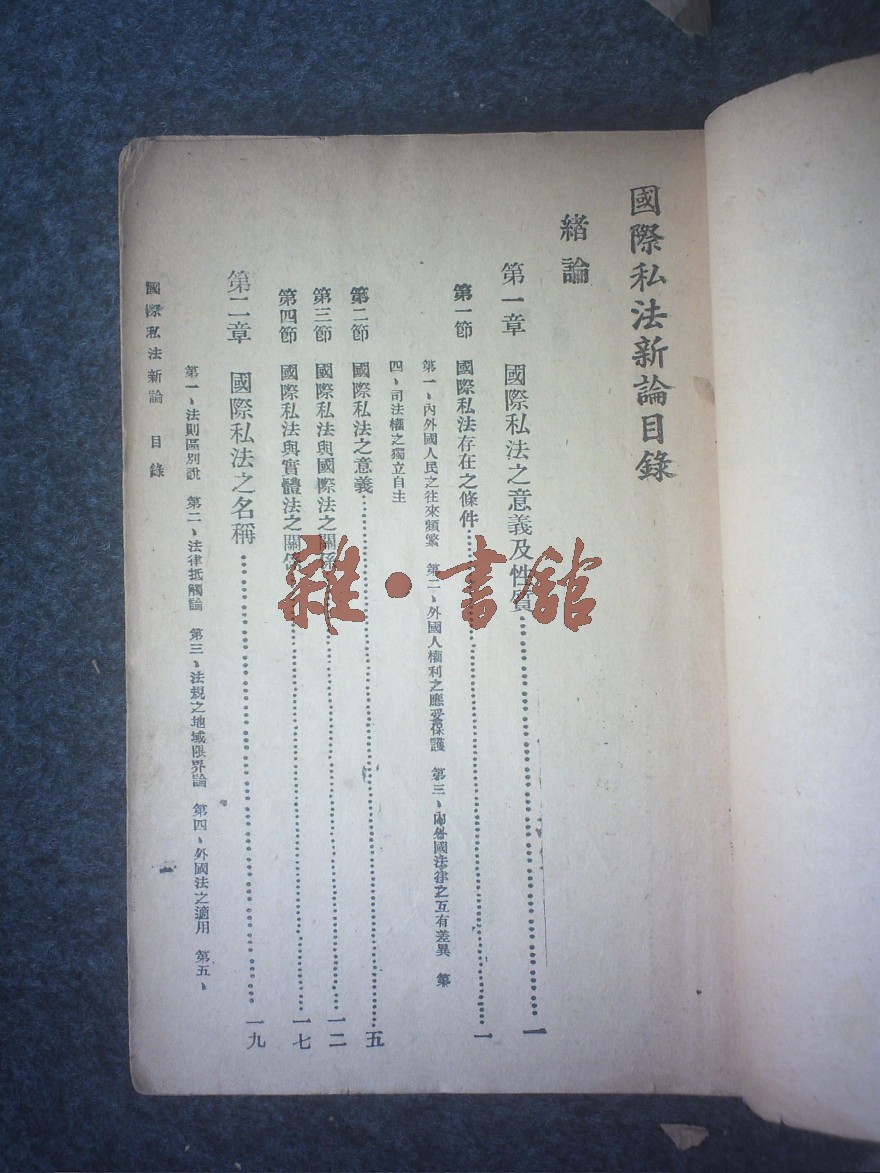 國際私法新論目錄
緒論
第一章 國際私法之意義及性質…………一
第一節 國際私法存在之條件…………一
第一、內外國人民之往來頻繁 第二、外國人權利之應受保護 第三、內外國法律之互有差異 第
四、司法權之獨立自主
第二節 國際私法之意義…………五
第三節 國際私法與國際法之關係…………一二
第四節 國際私法與實體法之關係…………一七
第二章 國際私法之名稱…………一九
第一、法則區別說 第二、法律抵觸論 第三、法規之地域限界論 第四、外國法之適用 第五、
國際私法新論 目錄
一
雜·書舘